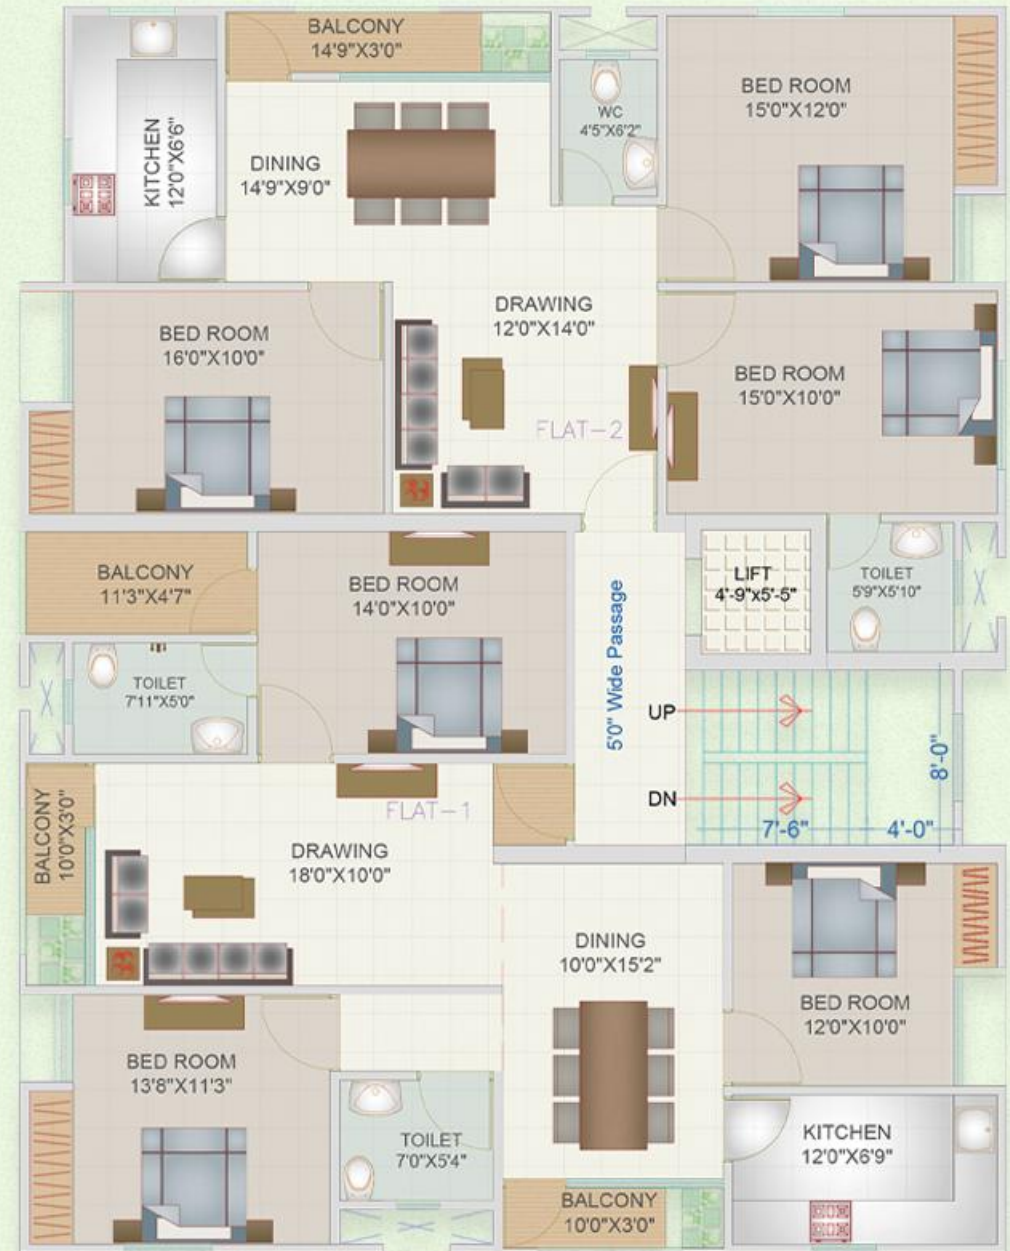 BALCONY
14'9"X3'0"
KITCHEN
12'0"X6'6"
DINING
14'9"X9'0"
WC
4'5"X6'2"
BED ROOM
15'0"X12'0"
BED ROOM
16'0"X10'0"
DRAWING
12'0"X14'0"
FLAT-2
BED ROOM
15'0"X10'0"
BALCONY
11'3"X4'7"
BED ROOM
14'0"X10'0"
5'0" Wide Passage
LIFT
4'-9"x5'-5"
TOILET
5'9"X5'10"
TOILET
7'11"X5'0"
UP
DN
7'-6"
4'-0"
8'-0"
BALCONY
10'0"X3'0"
FLAT-1
DRAWING
18'0"X10'0"
DINING
10'0"X15'2"
BED ROOM
12'0"X10'0"
BED ROOM
13'8"X11'3"
TOILET
7'0"X5'4"
KITCHEN
12'0"X6'9"
BALCONY
10'0"X3'0"